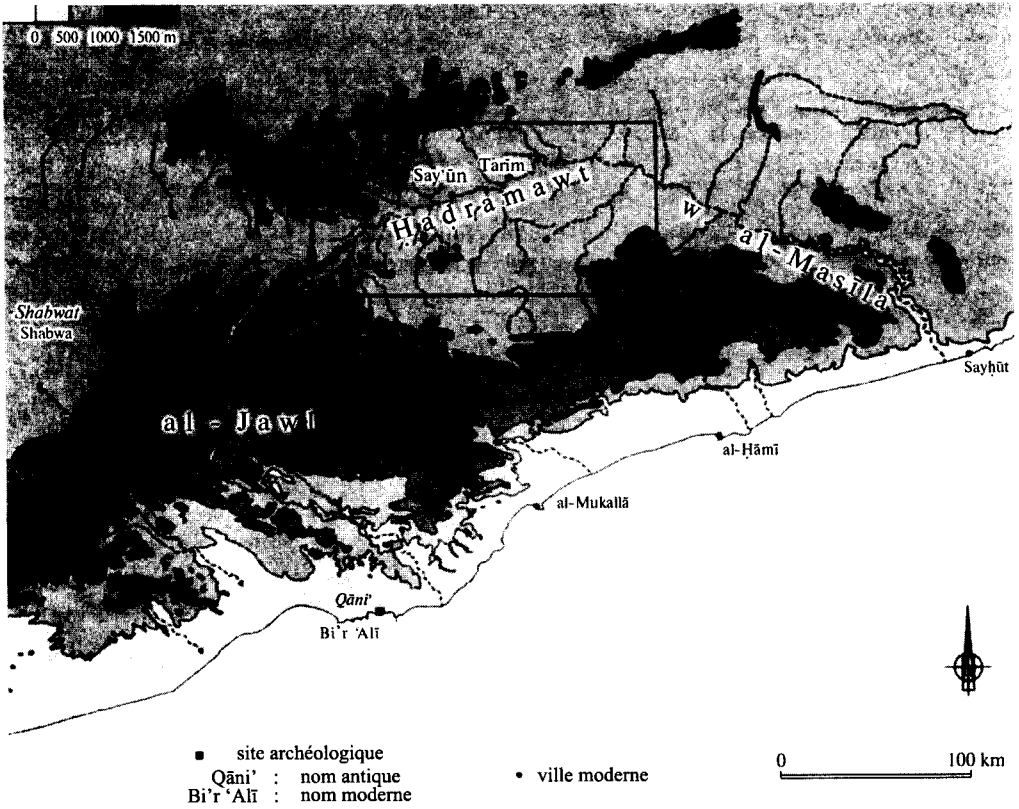 0 500 1000 1500 m
Say'ūn
Tarīm
Ḥaḍramawt
w
al-Masīla
Shabwat
Shabwa
Sayḥūt
al-Jawl
al-Ḥāmī
al-Mukallā
Qāni'
Bi'r 'Alī
site archéologique
Qāni' : nom antique
Bi'r 'Alī : nom moderne
ville moderne
0 100 km